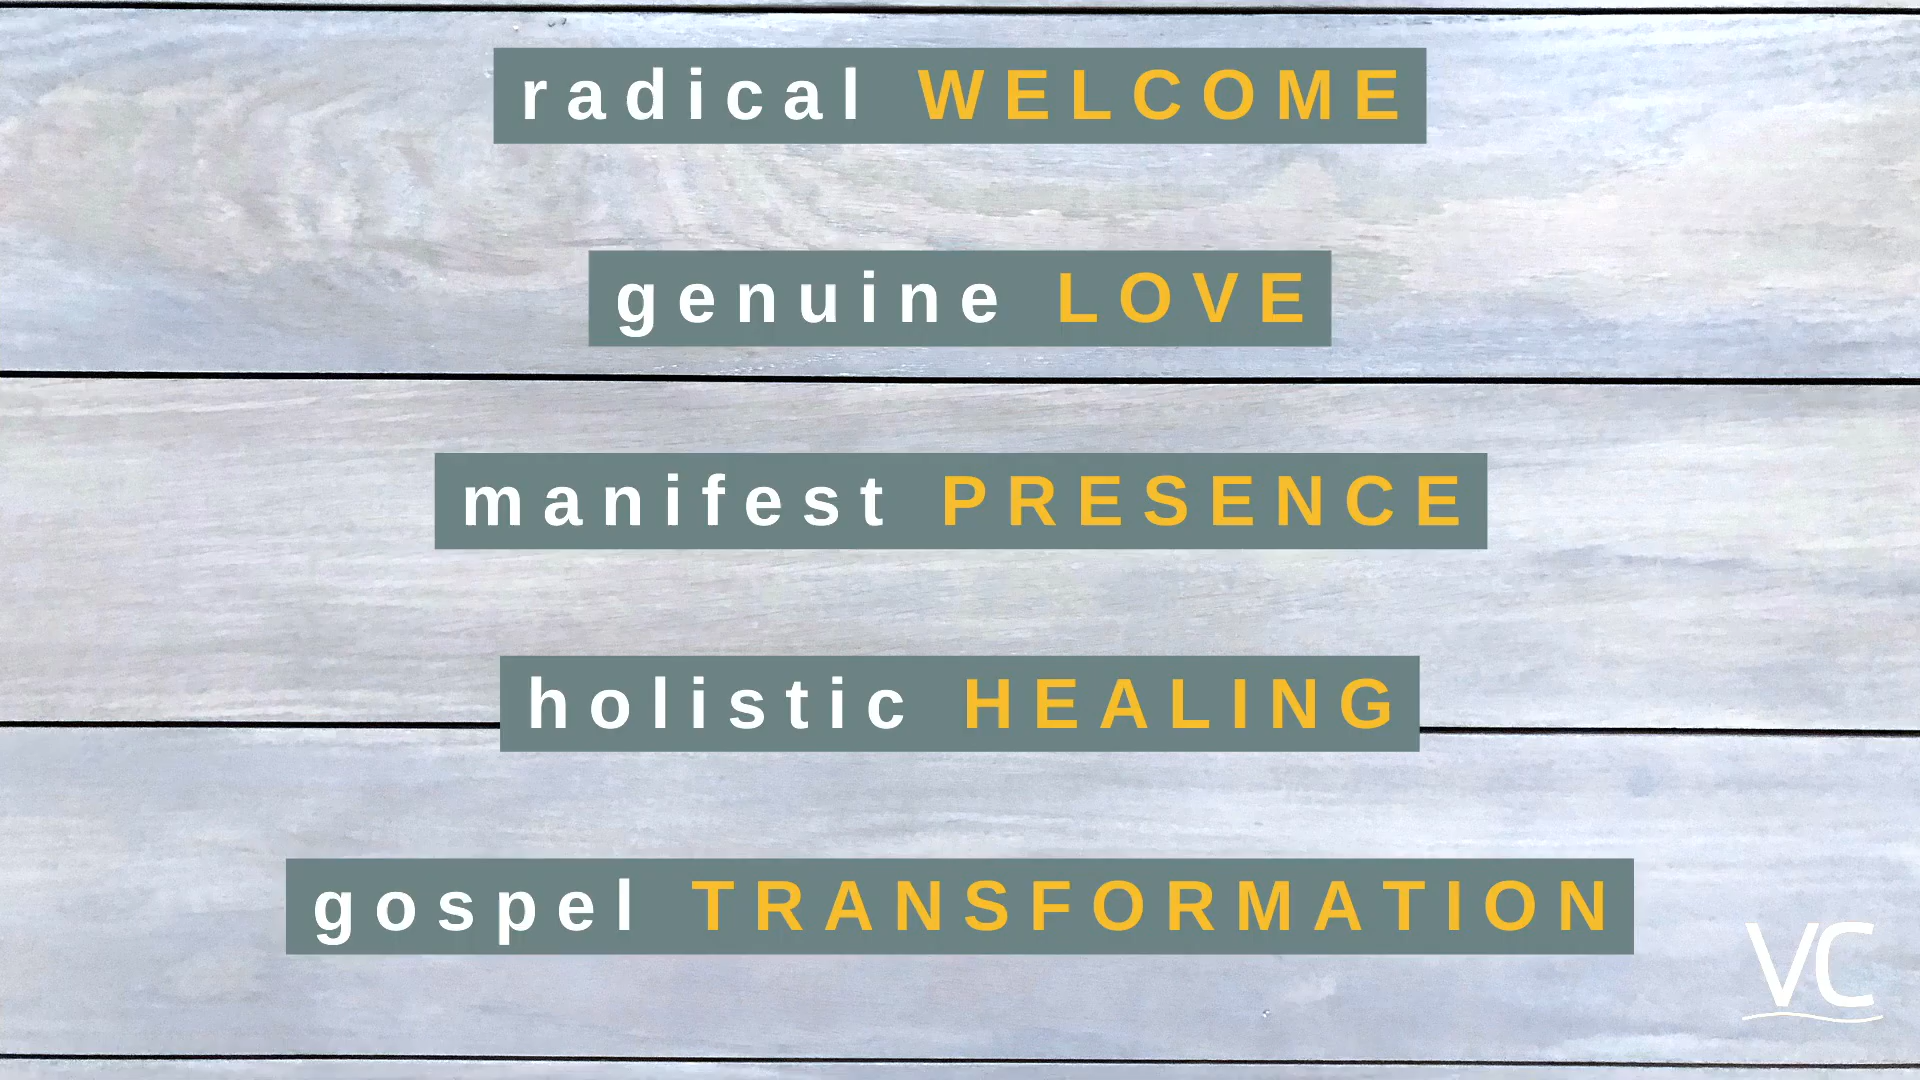 radical WELCOME
genuine LOVE
manifest PRESENCE
holistic HEALING
gospel TRANSFORMATION
VC